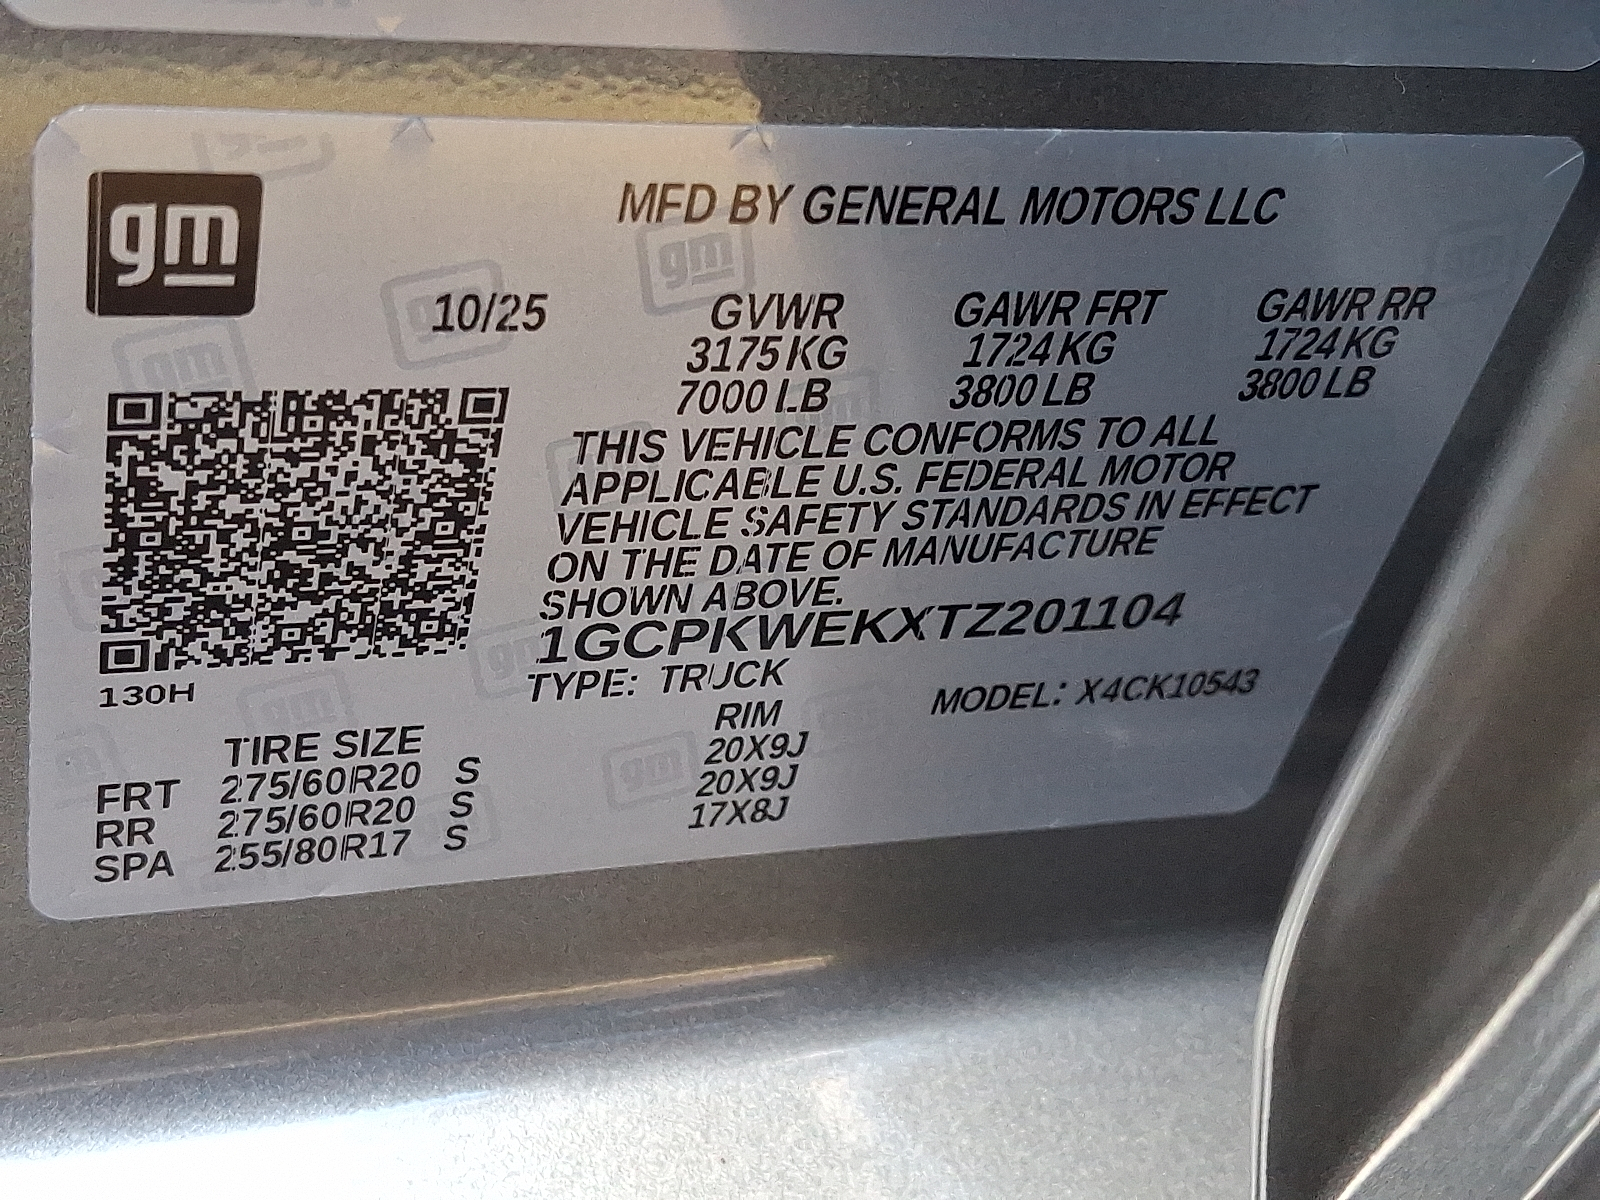 gm
MFD BY GENERAL MOTORS LLC
10/25 GVWR GAWR FRT GAWR RR
3175 KG 1724 KG 1724 KG
7000 LB 3800 LB 3800 LB
THIS VEHICLE CONFORMS TO ALL
APPLICABLE U.S. FEDERAL MOTOR
VEHICLE SAFETY STANDARDS IN EFFECT
ON THE DATE OF MANUFACTURE
SHOWN ABOVE.
1GCPKWEKXTZ201104
130H
TYPE: TRUCK MODEL: X4CK10543
TIRE SIZE RIM
FRT 275/60R20 S 20X9J
RR 275/60R20 S 20X9J
SPA 255/80R17 S 17X8J